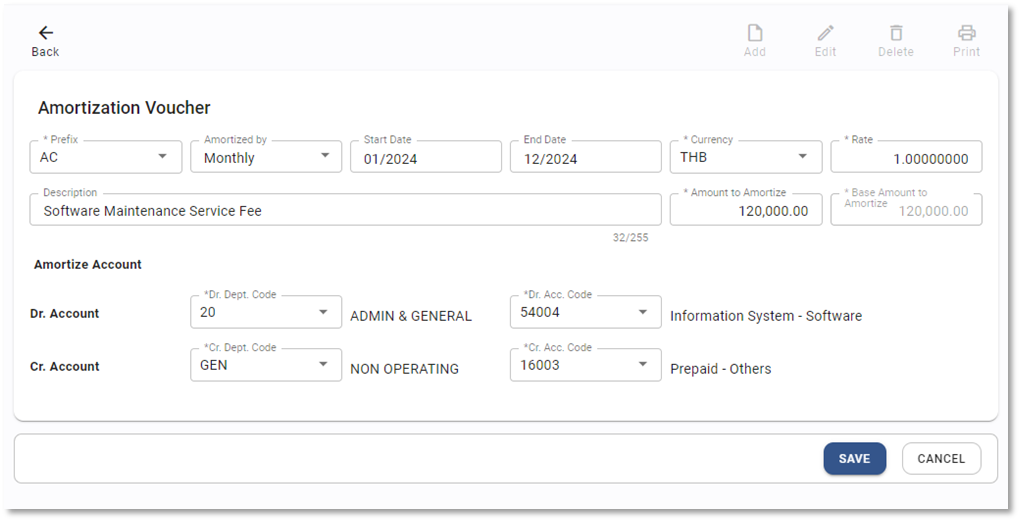 Back
Add Edit Delete Print
Amortization Voucher
* Prefix Amortized by Start Date End Date * Currency * Rate
AC Monthly 01/2024 12/2024 THB 1.00000000
Description * Amount to Amortize * Base Amount to Amortize
Software Maintenance Service Fee 120,000.00 120,000.00
32/255
Amortize Account
*Dr. Dept. Code *Dr. Acc. Code
Dr. Account 20 ADMIN & GENERAL 54004 Information System - Software
*Cr. Dept. Code *Cr. Acc. Code
Cr. Account GEN NON OPERATING 16003 Prepaid - Others
SAVE CANCEL